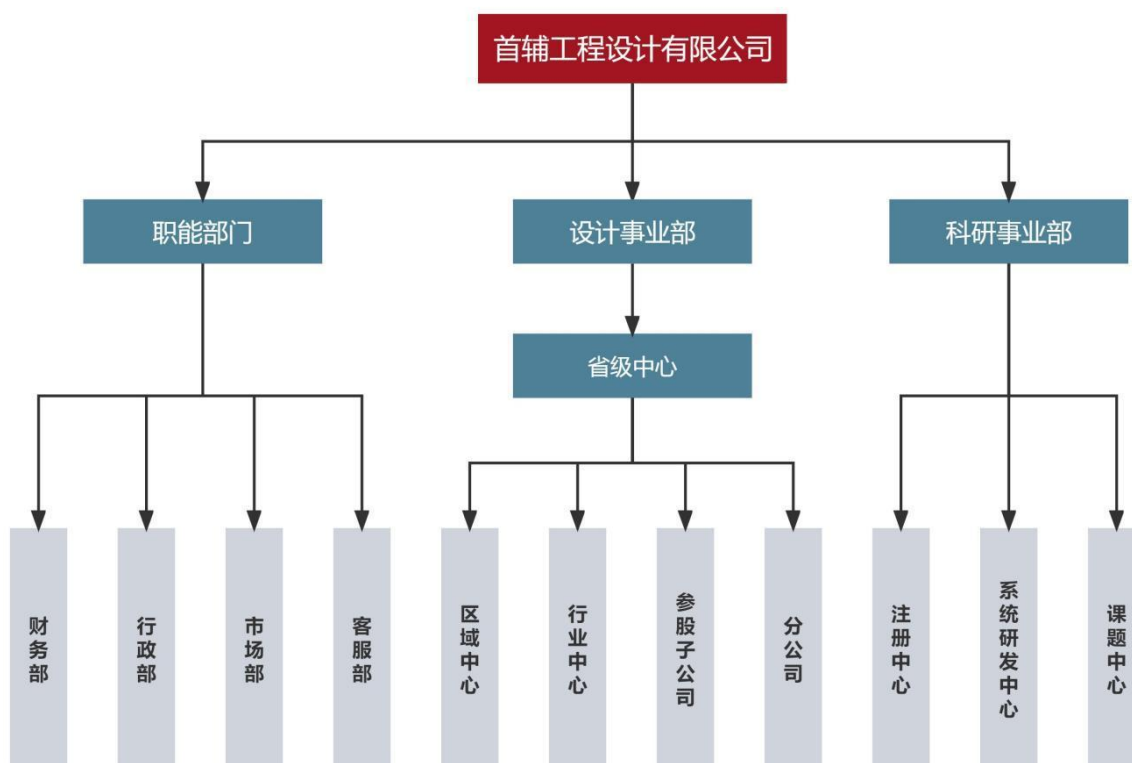 首辅工程设计有限公司
职能部门
设计事业部
科研事业部
省级中心
财务部
行政部
市场部
客服部
区域中心
行业中心
参股子公司
分公司
注册中心
系统研发中心
课题中心